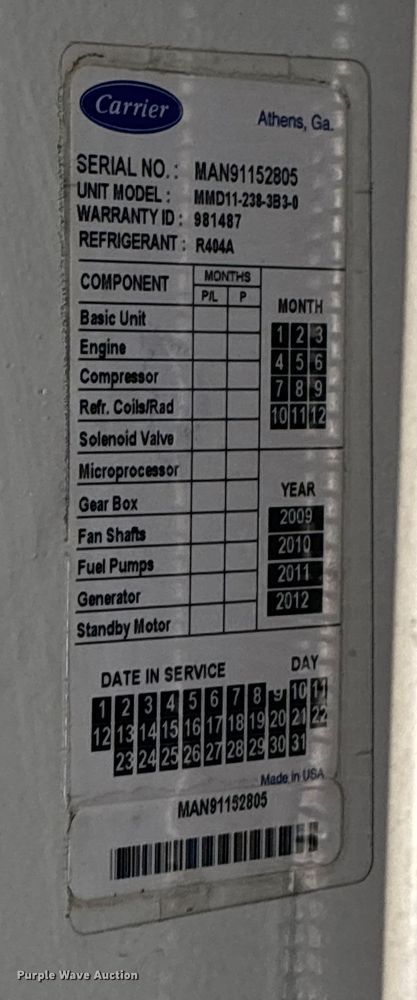 Carrier
Athens, Ga.
SERIAL NO. : MAN91152805
UNIT MODEL : MMD11-238-3B3-0
WARRANTY ID : 981487
REFRIGERANT : R404A
COMPONENT MONTHS
P/L P
Basic Unit
Engine
Compressor
Refr. Coils/Rad
Solenoid Valve
Microprocessor
Gear Box
Fan Shafts
Fuel Pumps
Generator
Standby Motor
MONTH
1 2 3
4 5 6
7 8 9
10 11 12
YEAR
2009
2010
2011
2012
DATE IN SERVICE DAY
1 2 3 4 5 6 7 8 9 10 11
12 13 14 15 16 17 18 19 20 21 22
23 24 25 26 27 28 29 30 31
Made in USA
MAN91152805
Purple Wave Auction